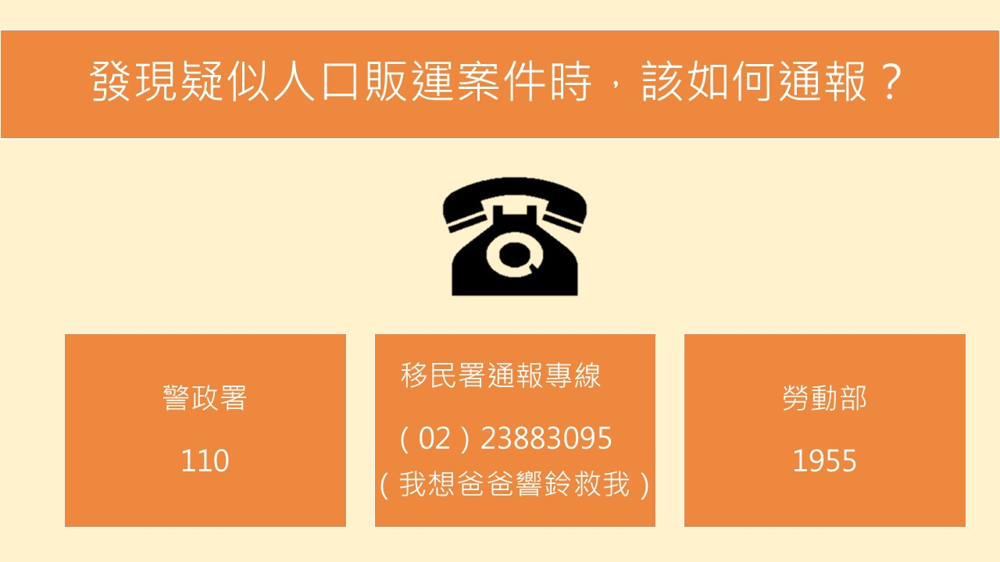 發現疑似人口販運案件時，該如何通報？
警政署
110
移民署通報專線
（02）23883095
（我想爸爸響鈴救我）
勞動部
1955